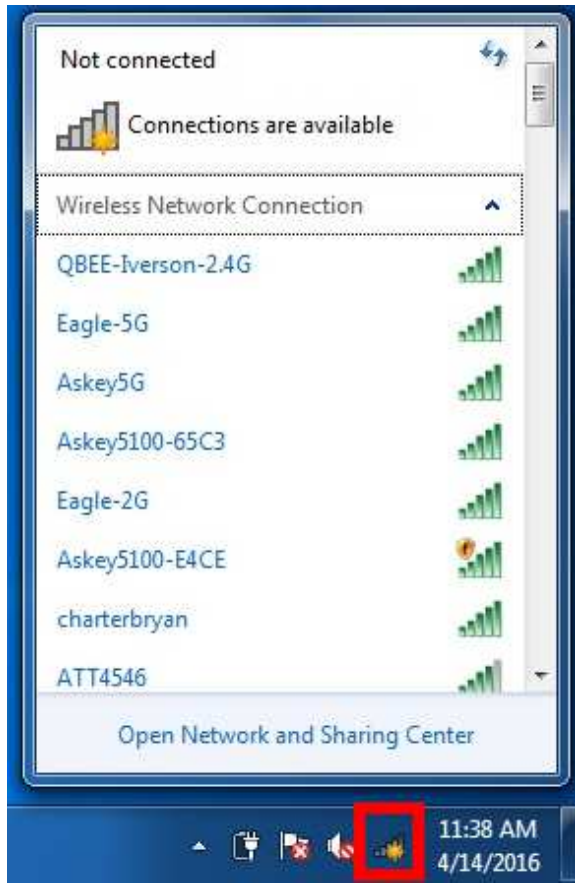 Not connected
Connections are available
Wireless Network Connection
QBEE-Iverson-2.4G
Eagle-5G
Askey5G
Askey5100-65C3
Eagle-2G
Askey5100-E4CE
charterbryan
ATT4546
Open Network and Sharing Center
11:38 AM
4/14/2016